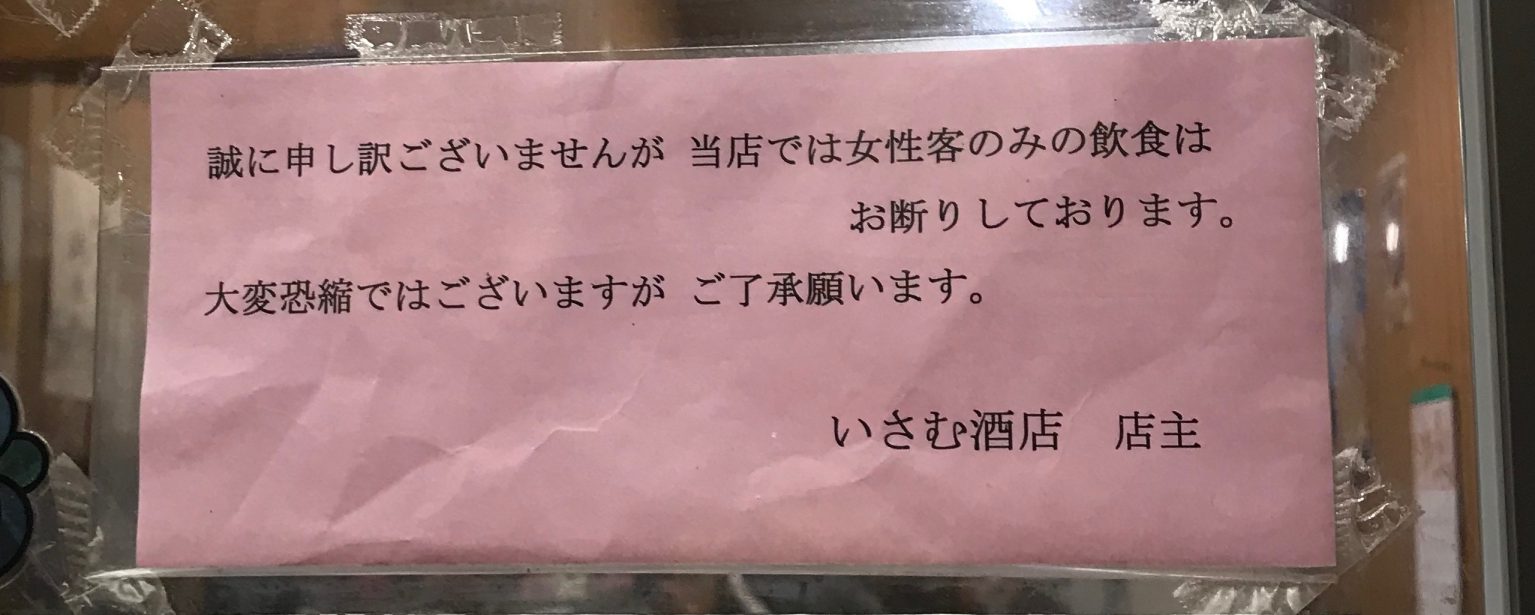 誠に申し訳ございませんが 当店では女性客のみの飲食は
お断りしております。
大変恐縮ではございますが ご了承願います。
いさむ酒店 店主